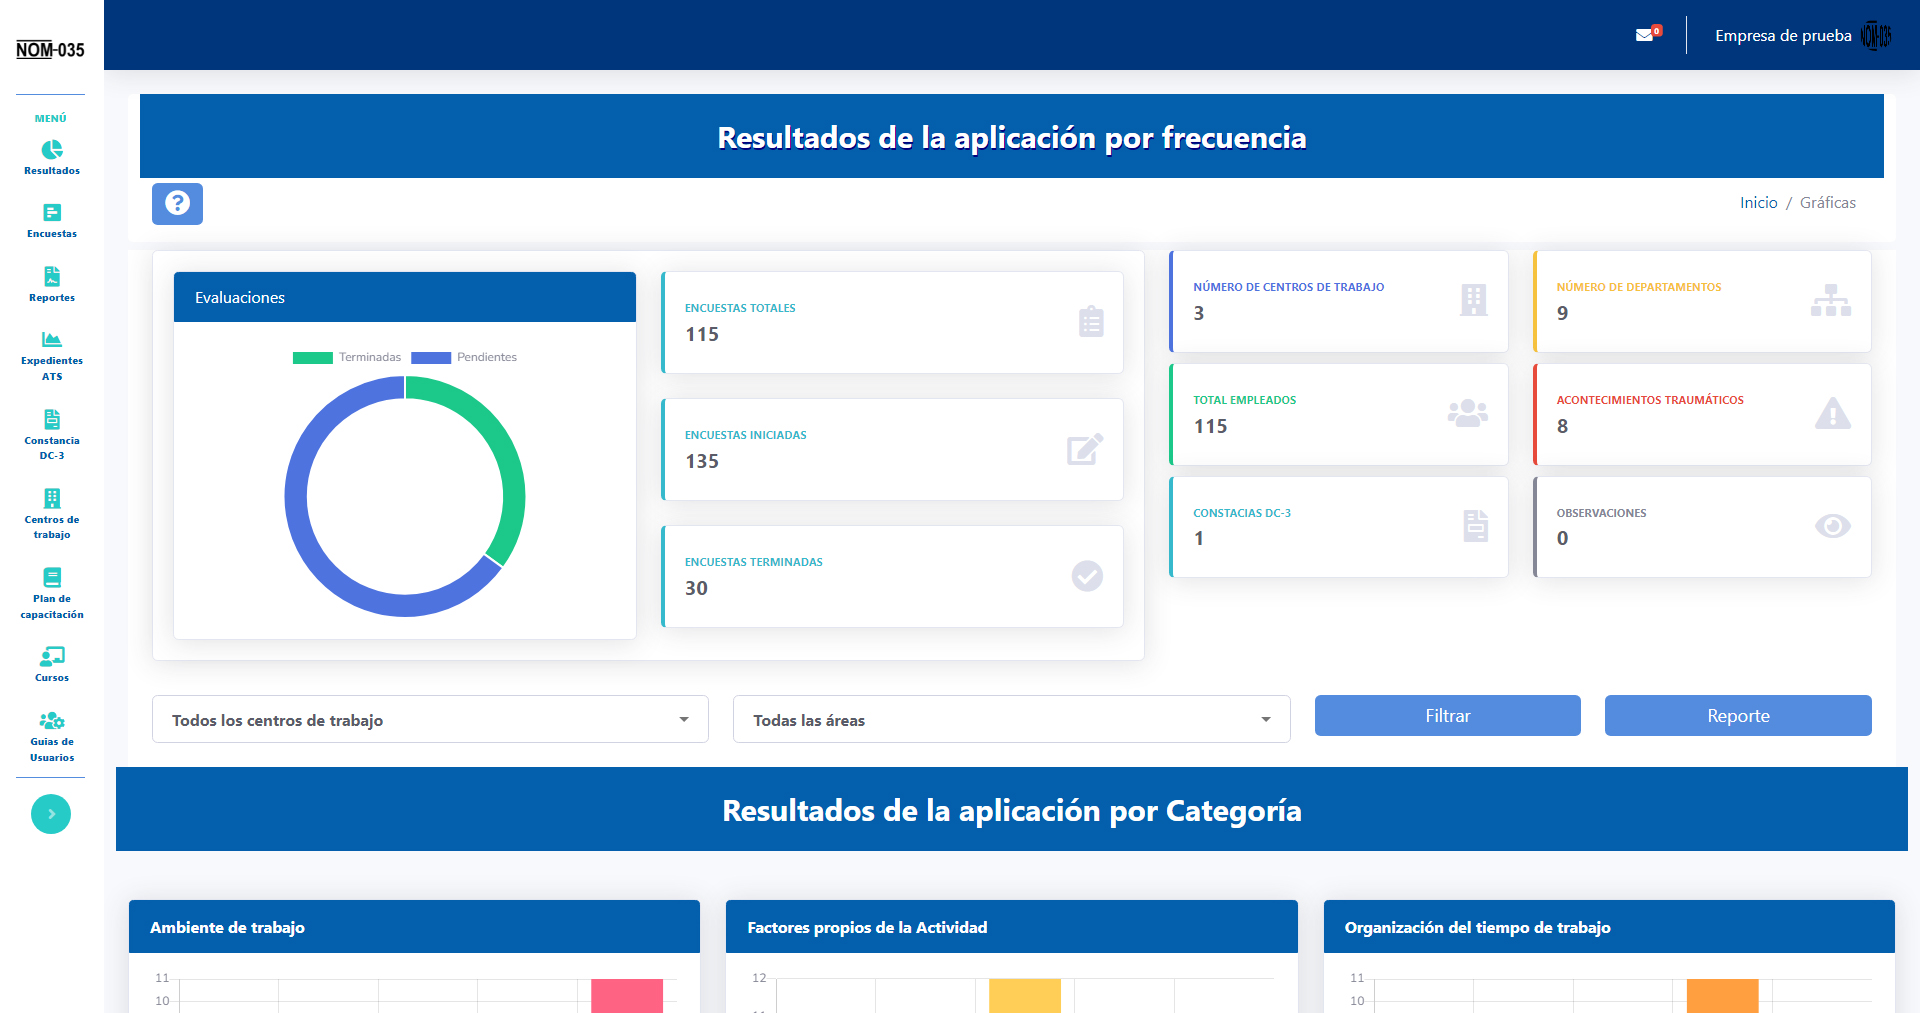 NOM-035
0
Empresa de prueba
NOM-035
MENÚ
Resultados
Encuestas
Reportes
Expedientes
ATS
Constancia
DC-3
Centros de
trabajo
Plan de
capacitación
Cursos
Guias de
Usuarios
Resultados de la aplicación por frecuencia
?
Inicio / Gráficas
Evaluaciones
Terminadas Pendientes
ENCUESTAS TOTALES
115
ENCUESTAS INICIADAS
135
ENCUESTAS TERMINADAS
30
NÚMERO DE CENTROS DE TRABAJO
3
NÚMERO DE DEPARTAMENTOS
9
TOTAL EMPLEADOS
115
ACONTECIMIENTOS TRAUMÁTICOS
8
CONSTACIAS DC-3
1
OBSERVACIONES
0
Todos los centros de trabajo
Todas las áreas
Filtrar
Reporte
Resultados de la aplicación por Categoría
Ambiente de trabajo
11
10
Factores propios de la Actividad
12
Organización del tiempo de trabajo
11
10